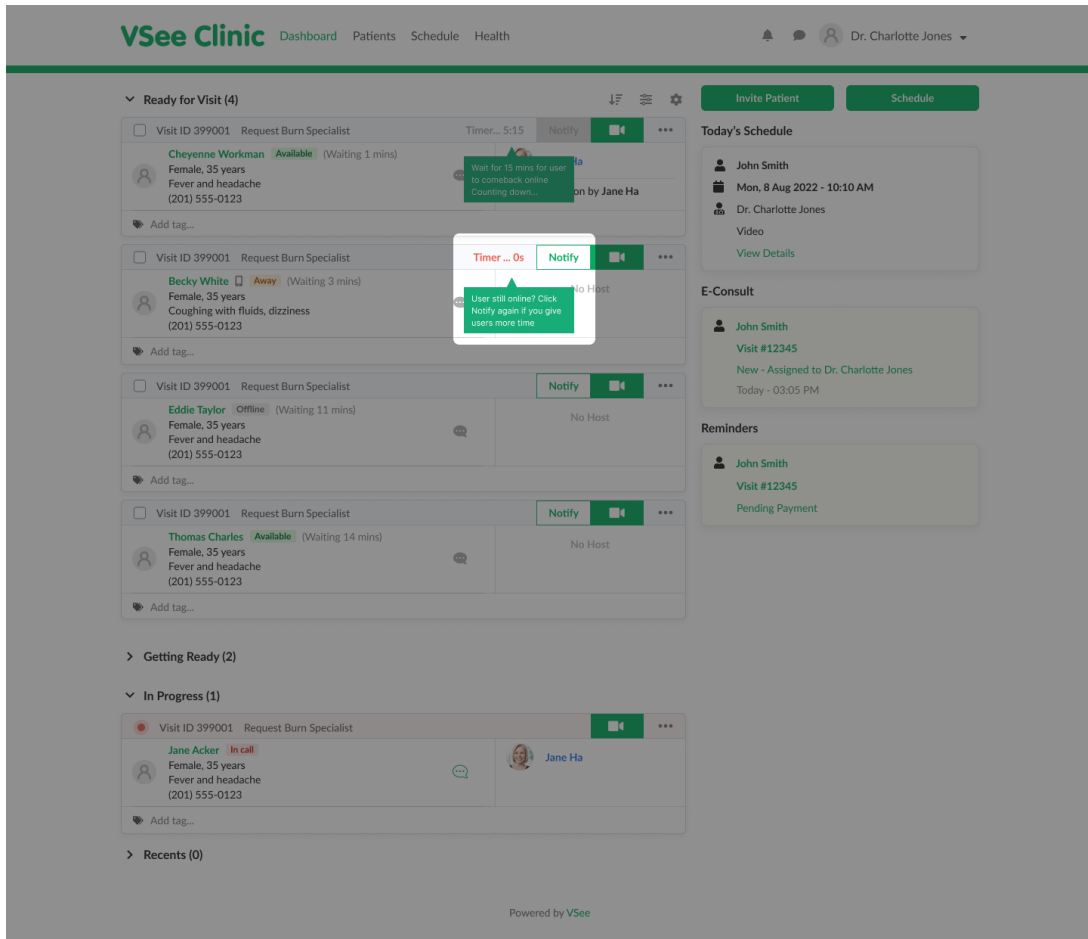 VSee Clinic Dashboard Patients Schedule Health Dr. Charlotte Jones
Ready for Visit (4)
Visit ID 399001 Request Burn Specialist Timer... 5:15 Notify
Cheyenne Workman Available (Waiting 1 mins)
Female, 35 years
Fever and headache
(201) 555-0123
Ha
on by Jane Ha
Wait for 15 mins for user
to comeback online
Counting down...
Add tag...
Visit ID 399001 Request Burn Specialist Timer ... 0s Notify
Becky White Away (Waiting 3 mins)
Female, 35 years
Coughing with fluids, dizziness
(201) 555-0123
No Host
User still online? Click
Notify again if you give
users more time
Add tag...
Visit ID 399001 Request Burn Specialist Notify
Eddie Taylor Offline (Waiting 11 mins)
Female, 35 years
Fever and headache
(201) 555-0123
No Host
Add tag...
Visit ID 399001 Request Burn Specialist Notify
Thomas Charles Available (Waiting 14 mins)
Female, 35 years
Fever and headache
(201) 555-0123
No Host
Add tag...
Getting Ready (2)
In Progress (1)
Visit ID 399001 Request Burn Specialist
Jane Acker In call
Female, 35 years
Fever and headache
(201) 555-0123
Jane Ha
Add tag...
Recents (0)
Invite Patient Schedule
Today's Schedule
John Smith
Mon, 8 Aug 2022 - 10:10 AM
Dr. Charlotte Jones
Video
View Details
E-Consult
John Smith
Visit #12345
New - Assigned to Dr. Charlotte Jones
Today - 03:05 PM
Reminders
John Smith
Visit #12345
Pending Payment
Powered by VSee